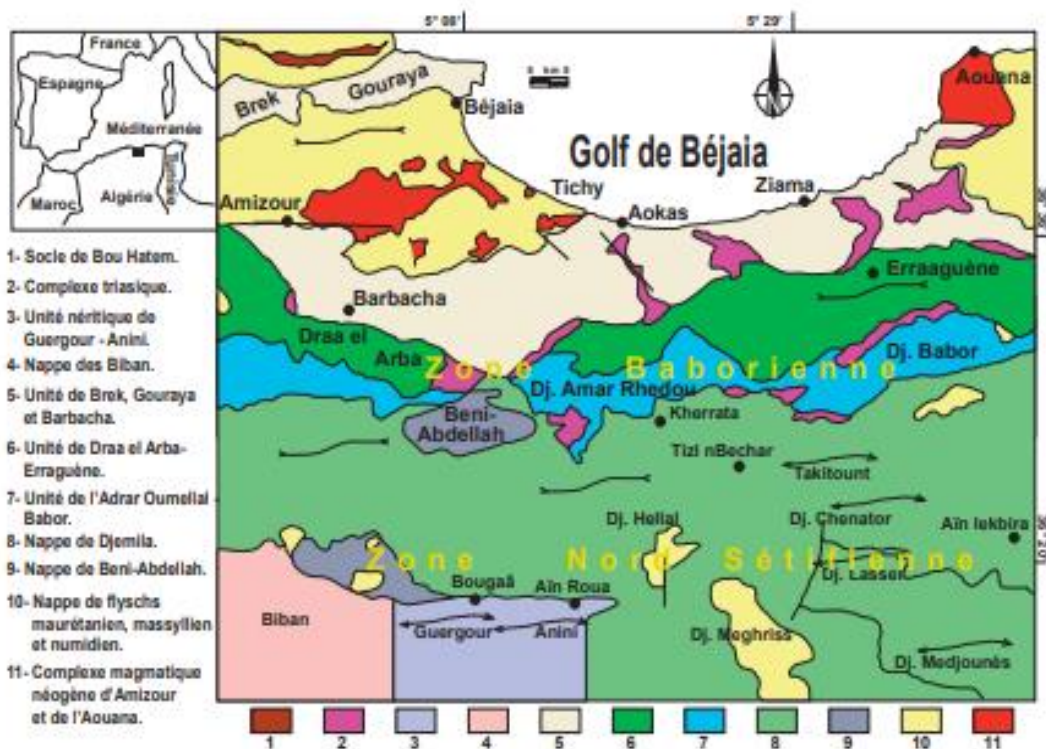 5° 08'
5° 29'
France
Espagne
Méditerranée
Algérie
Maroc
Tunisie
Brek
Gouraya
Béjaia
0 km 5
Aouana
Golf de Béjaia
Tichy
Ziama
Amizour
Aokas
Erraaguène
Barbacha
Draa el
Arba
Zone Baborienne
Dj. Babor
Dj. Amar Rhedou
Beni-
Abdellah
Kherrata
Tizi nBechar
Takitount
Dj. Hellal
Dj. Chenator
Aïn lekbira
Zone Nord Sétifienne
Dj. Lassel
Bougaâ
Aïn Roua
Biban
Guergour
Anini
Dj. Meghriss
Dj. Medjounès
1- Socle de Bou Hatem.
2- Complexe triasique.
3- Unité néritique de
Guergour - Anini.
4- Nappe des Biban.
5- Unité de Brek, Gouraya
et Barbacha.
6- Unité de Draa el Arba-
Erraguène.
7- Unité de l'Adrar Oumellal
Babor.
8- Nappe de Djemila.
9- Nappe de Beni-Abdellah.
10- Nappe de flyschs
maurétanien, massyllien
et numidien.
11- Complexe magmatique
néogène d'Amizour
et de l'Aouana.
1 2 3 4 5 6 7 8 9 10 11